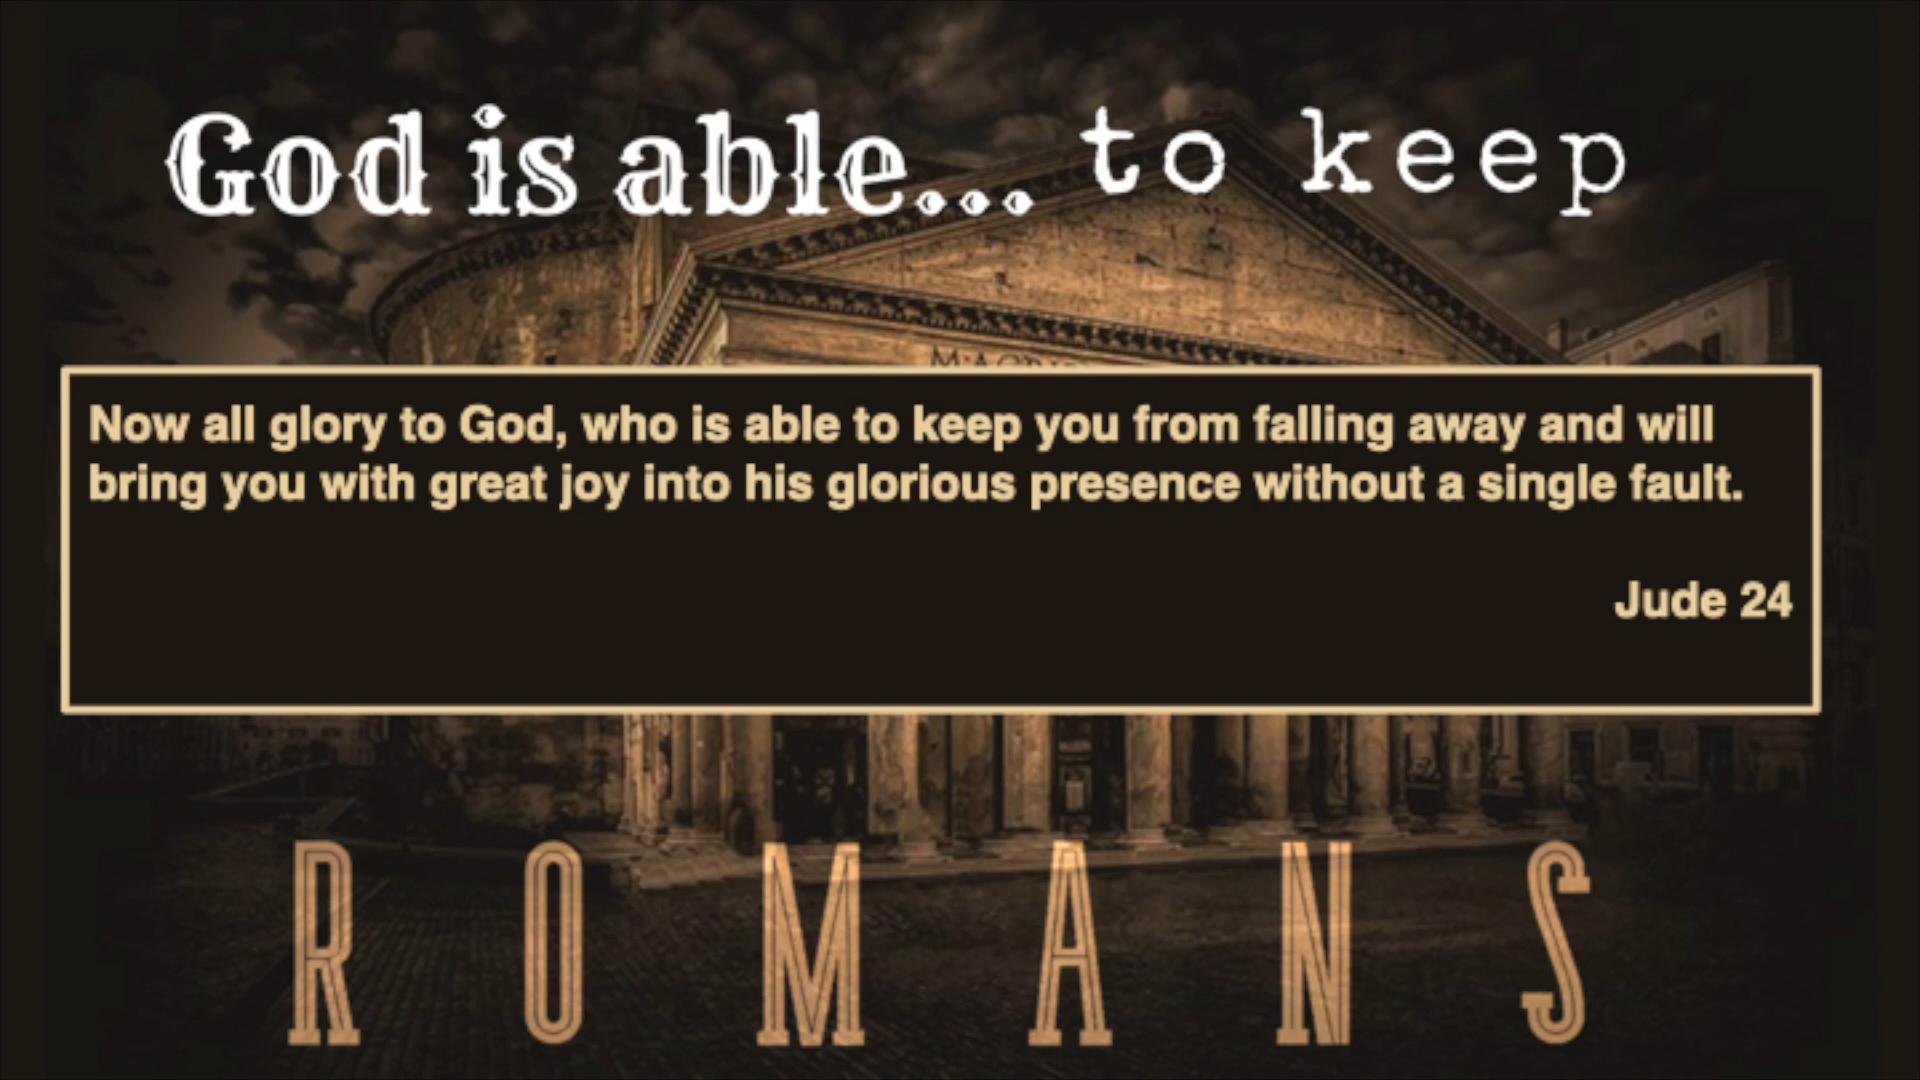 God is able... to keep
Now all glory to God, who is able to keep you from falling away and will
bring you with great joy into his glorious presence without a single fault.
Jude 24
R O M A N S